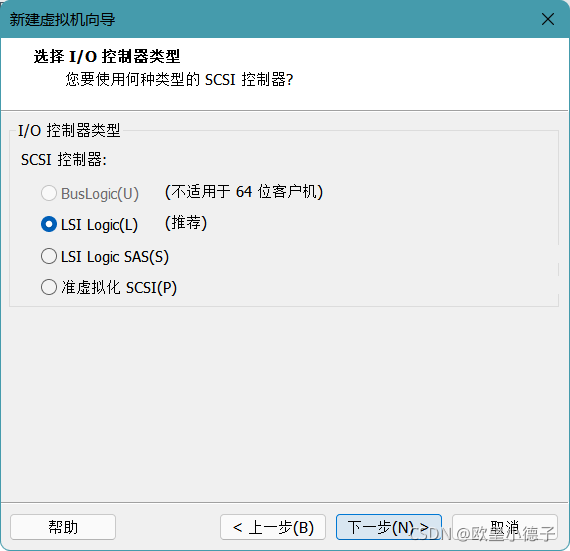 新建虚拟机向导
选择 I/O 控制器类型
您要使用何种类型的 SCSI 控制器?
I/O 控制器类型
SCSI 控制器:
BusLogic(U) (不适用于 64 位客户机)
LSI Logic(L) (推荐)
LSI Logic SAS(S)
准虚拟化 SCSI(P)
帮助 < 上一步(B) 下一步(N) > 取消
CSDN @欧皇小德子